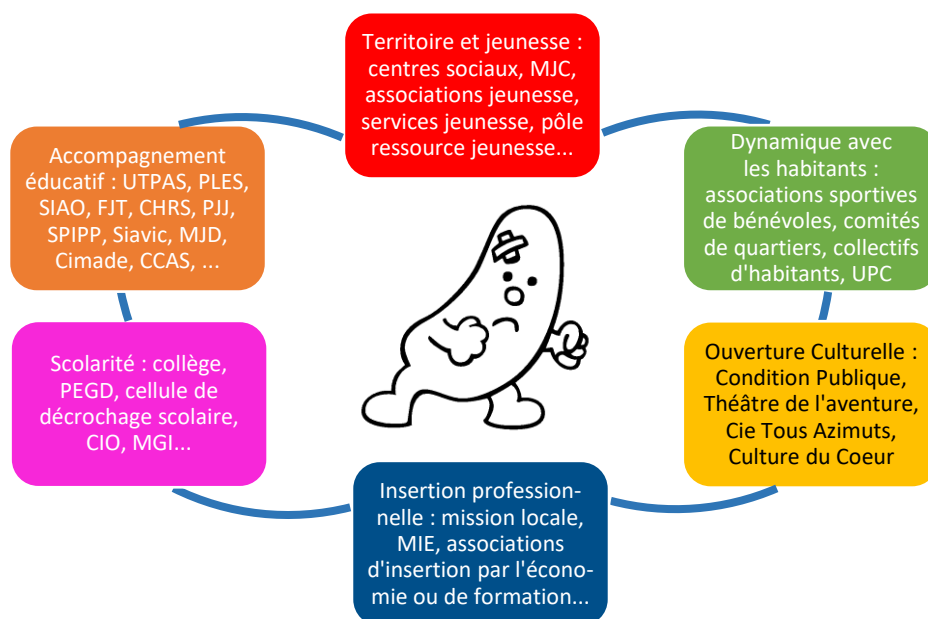 Territoire et jeunesse :
centres sociaux, MJC,
associations jeunesse,
services jeunesse, pôle
ressource jeunesse...
Dynamique avec
les habitants :
associations sportives
de bénévoles, comités
de quartiers, collectifs
d'habitants, UPC
Ouverture Culturelle :
Condition Publique,
Théâtre de l'aventure,
Cie Tous Azimuts,
Culture du Coeur
Insertion profession-
nelle : mission locale,
MIE, associations
d'insertion par l'écono-
mie ou de formation...
Scolarité : collège,
PEGD, cellule de
décrochage scolaire,
CIO, MGI...
Accompagnement
éducatif : UTPAS, PLES,
SIAO, FJT, CHRS, PJJ,
SPIPP, Siavic, MJD,
Cimade, CCAS, ...